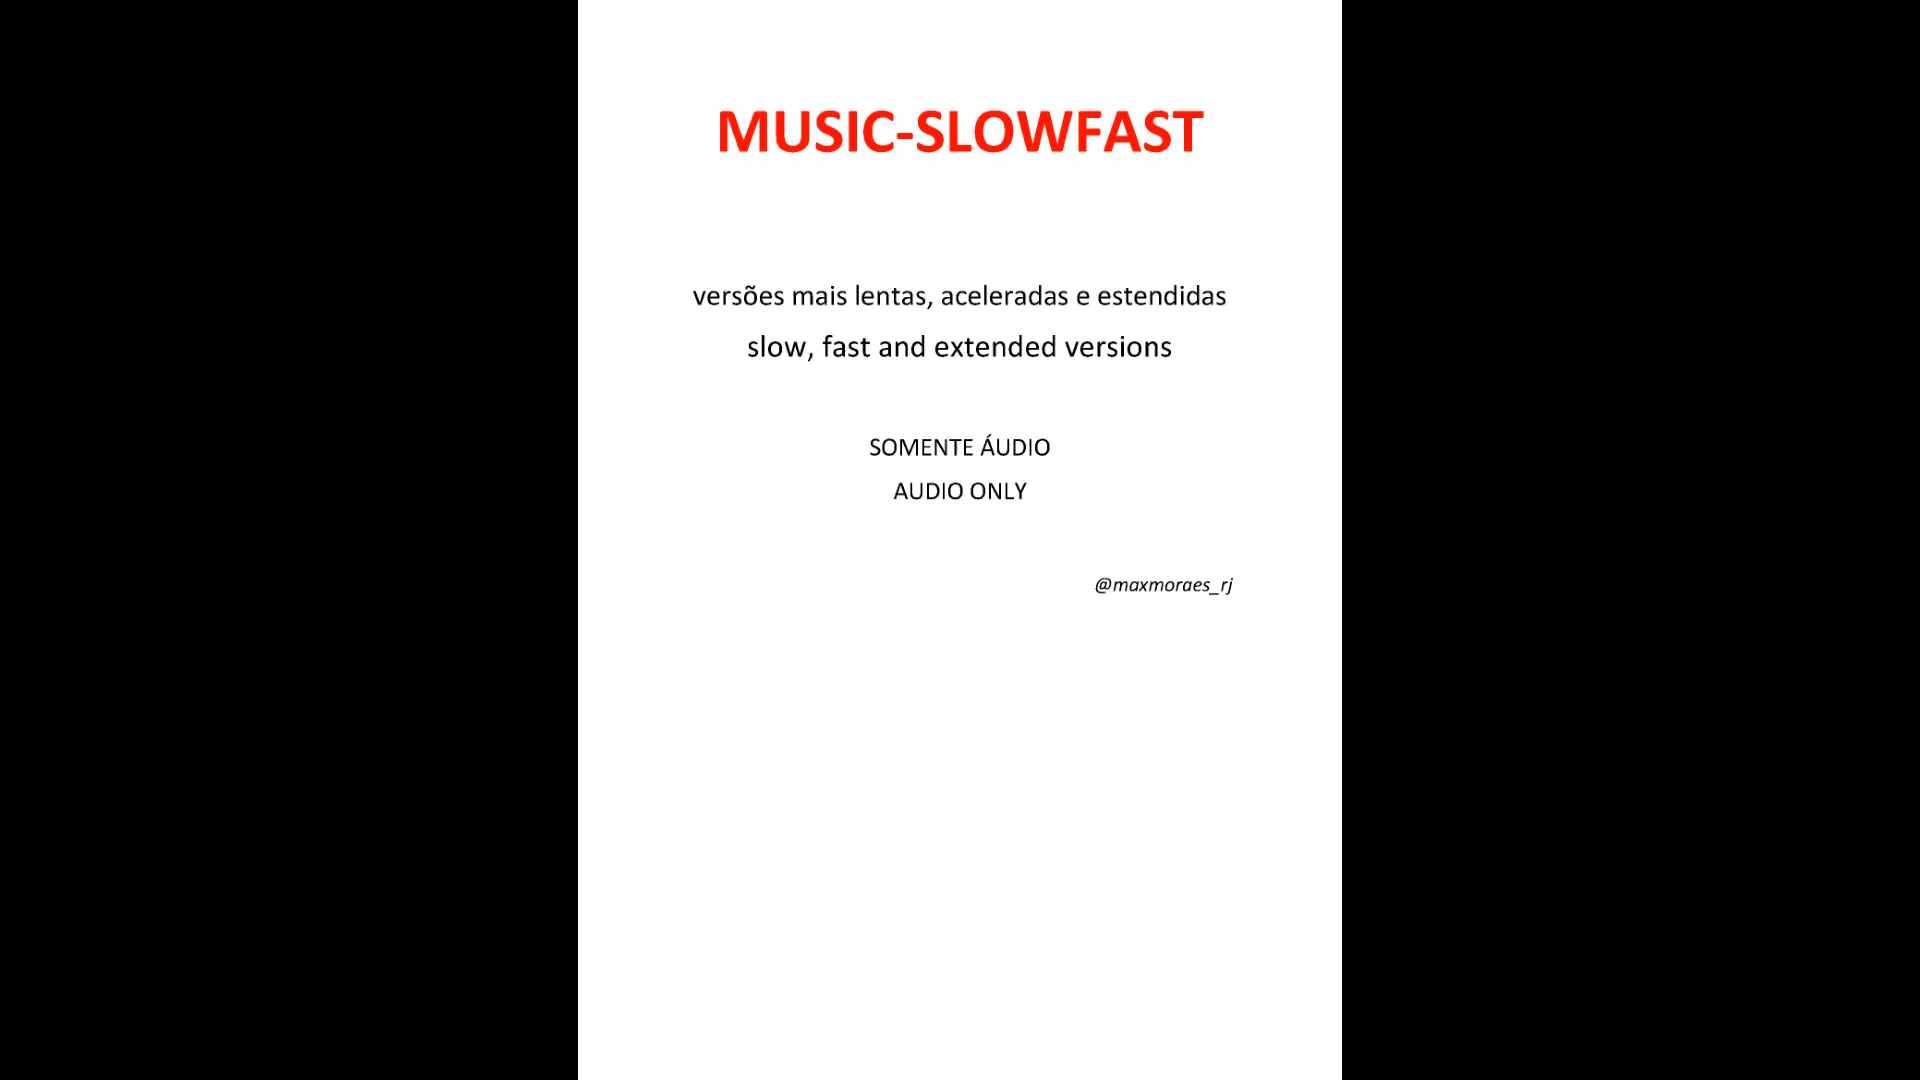 MUSIC-SLOWFAST
versões mais lentas, aceleradas e estendidas
slow, fast and extended versions
SOMENTE ÁUDIO
AUDIO ONLY
@maxmoraes_rj